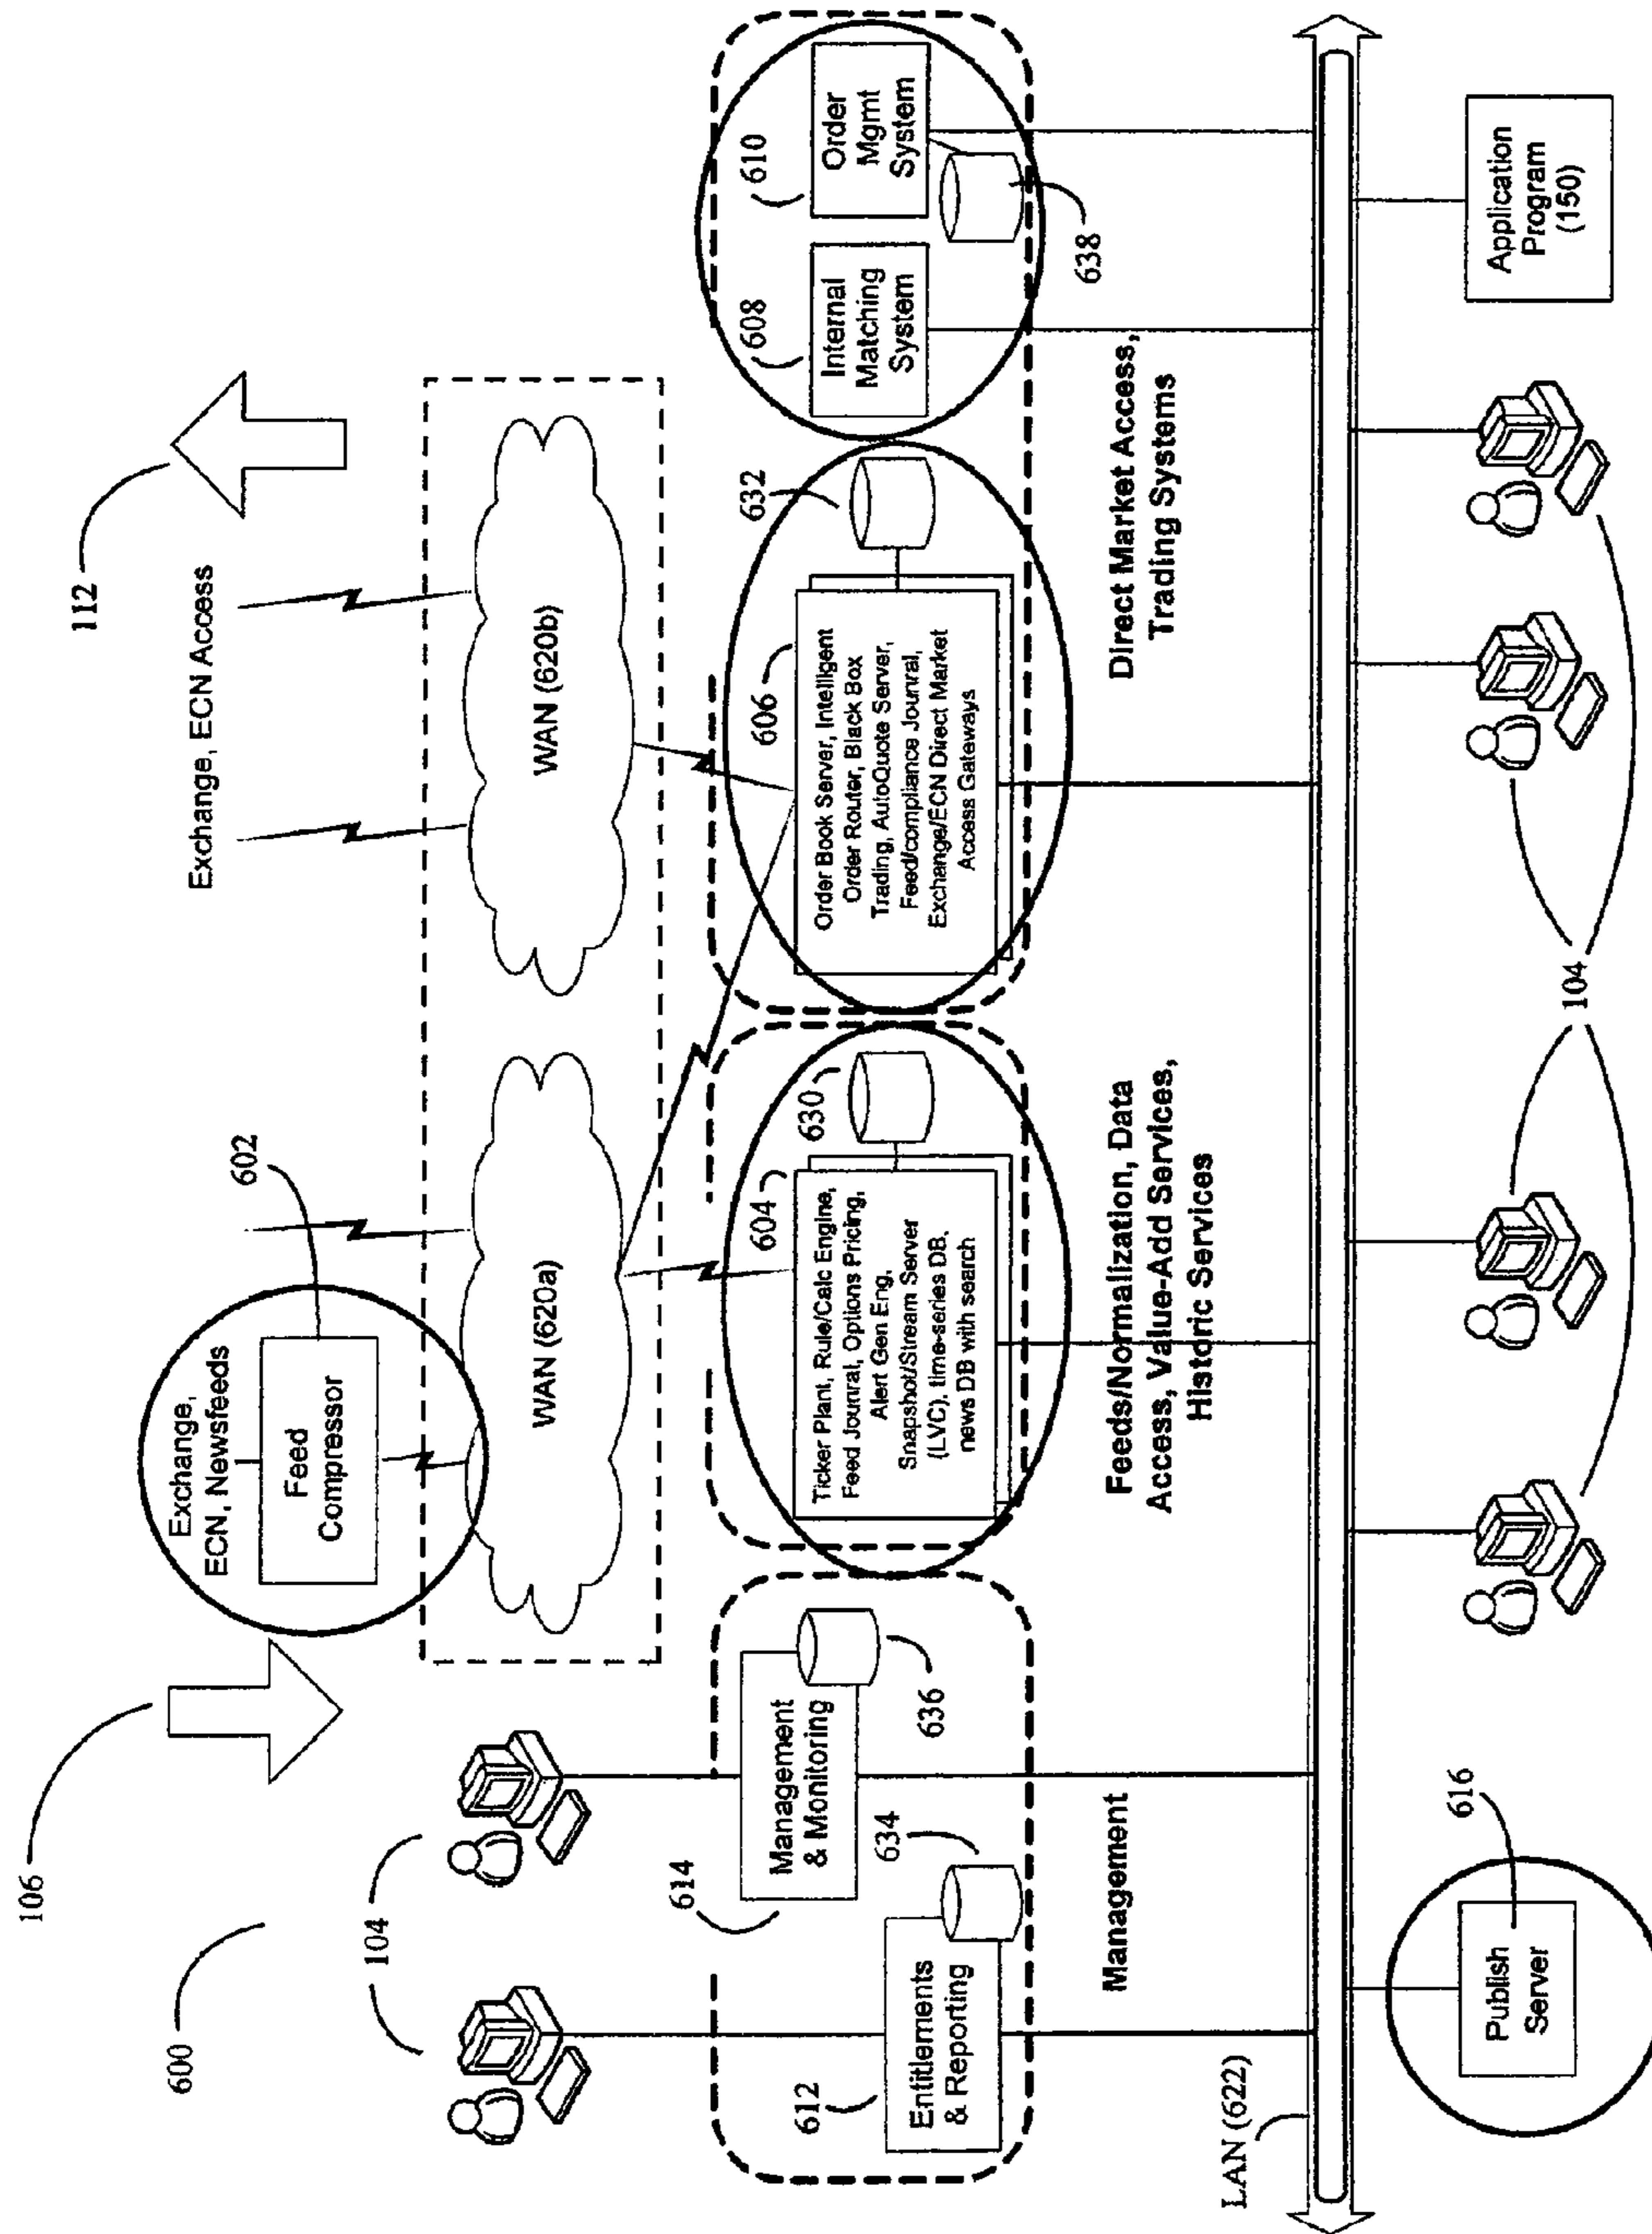 600
106
112
Exchange,
ECN, Newsfeeds
Feed
Compressor
602
Exchange, ECN Access
104
WAN (620a)
WAN (620b)
614
Management
& Monitoring
636
612
Entitlements
& Reporting
634
Management
604
Ticker Plant, Rule/Calc Engine,
Feed Jounral, Options Pricing,
Alert Gen Eng,
Snapshot/Stream Server
(LVC), time-series DB,
news DB with search
630
Feeds/Normalization, Data
Access, Value-Add Services,
Historic Services
606
Order Book Server, Intelligent
Order Router, Black Box
Trading, AutoQuote Server,
Feed/compliance Jounral,
Exchange/ECN Direct Market
Access Gateways
632
608
Internal
Matching
System
610
Order
Mgmt
System
638
Direct Market Access,
Trading Systems
LAN (622)
616
Publish
Server
104
Application
Program
(150)